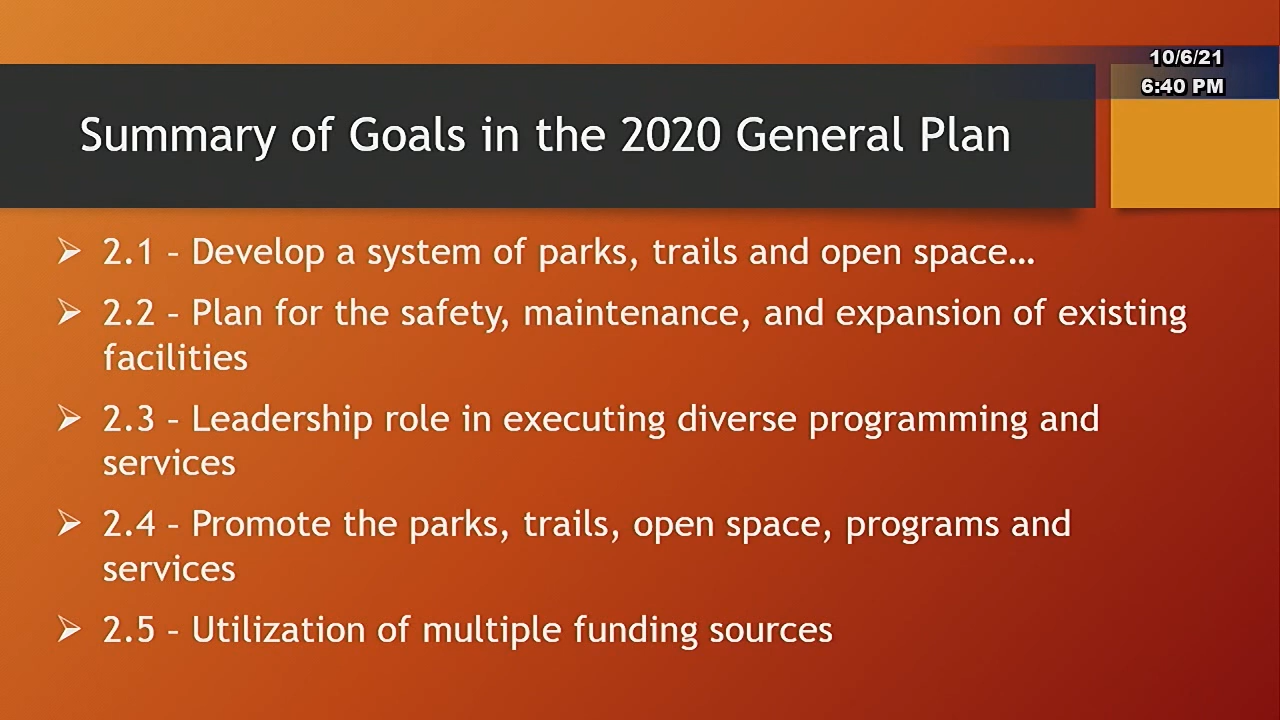 10/6/21
6:40 PM
Summary of Goals in the 2020 General Plan
2.1 – Develop a system of parks, trails and open space…
2.2 – Plan for the safety, maintenance, and expansion of existing
facilities
2.3 – Leadership role in executing diverse programming and
services
2.4 – Promote the parks, trails, open space, programs and
services
2.5 – Utilization of multiple funding sources